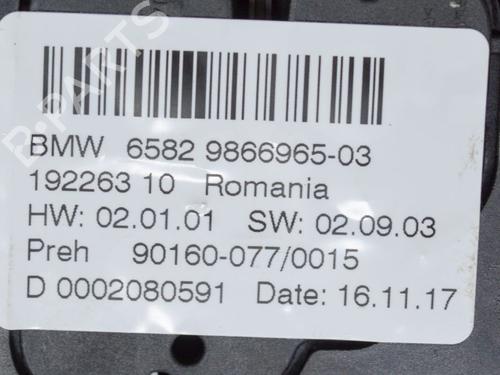 B-PARTS
BMW 6582 9866965-03
192263 10 Romania
HW: 02.01.01 SW: 02.09.03
Preh 90160-077/0015
D 0002080591 Date: 16.11.17